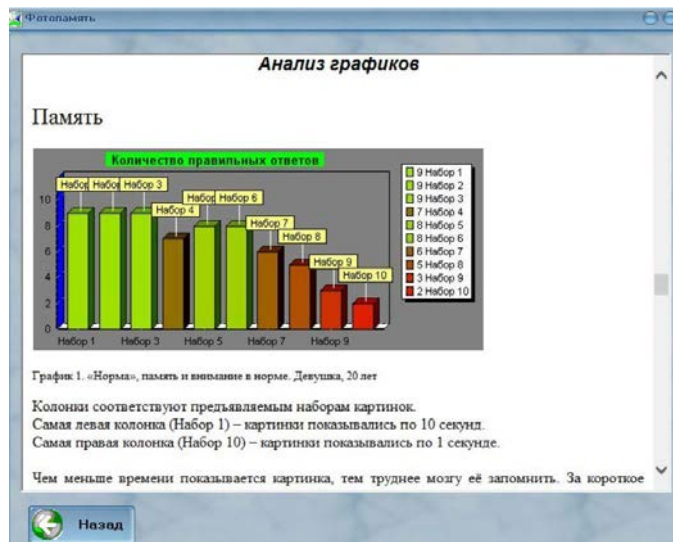 Фотопамять
Анализ графиков
Память
Количество правильных ответов
Набор 3
Набор 4
Набор 6
Набор 7
Набор 8
Набор 9
Набор 10
10
8
6
4
2
0
Набор 1 Набор 3 Набор 5 Набор 7 Набор 9
9 Набор 1
9 Набор 2
9 Набор 3
7 Набор 4
8 Набор 5
8 Набор 6
6 Набор 7
5 Набор 8
3 Набор 9
2 Набор 10
График 1. «Норма», память и внимание в норме. Девушка, 20 лет
Колонки соответствуют предъявляемым наборам картинок.
Самая левая колонка (Набор 1) – картинки показывались по 10 секунд.
Самая правая колонка (Набор 10) – картинки показывались по 1 секунде.
Чем меньше времени показывается картинка, тем труднее мозгу её запомнить. За короткое
Назад